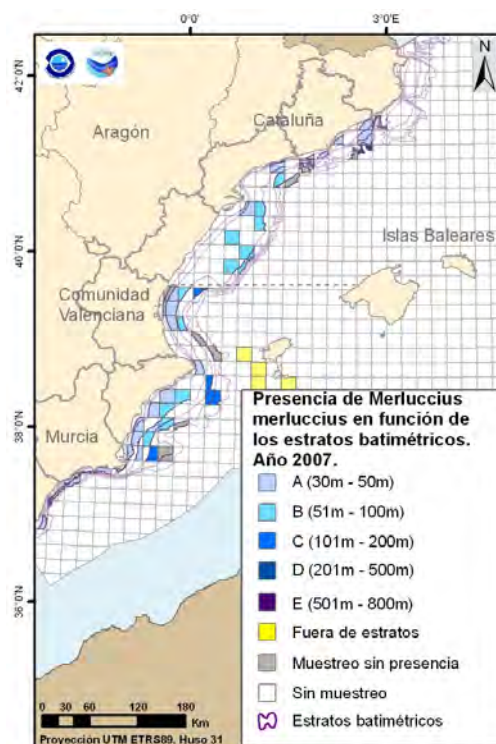 0°0'
3°0'E
N
42°0'N
Cataluña
Aragón
40°0'N
Islas Baleares
Comunidad
Valenciana
Presencia de Merluccius
merluccius en función de
los estratos batimétricos.
Año 2007.
38°0'N
Murcia
A (30m - 50m)
B (51m - 100m)
C (101m - 200m)
D (201m - 500m)
E (501m - 800m)
36°0'N
Fuera de estratos
Muestreo sin presencia
Sin muestreo
Estratos batimétricos
0 30 60 120 180
Km
Proyección UTM ETRS89. Huso 31